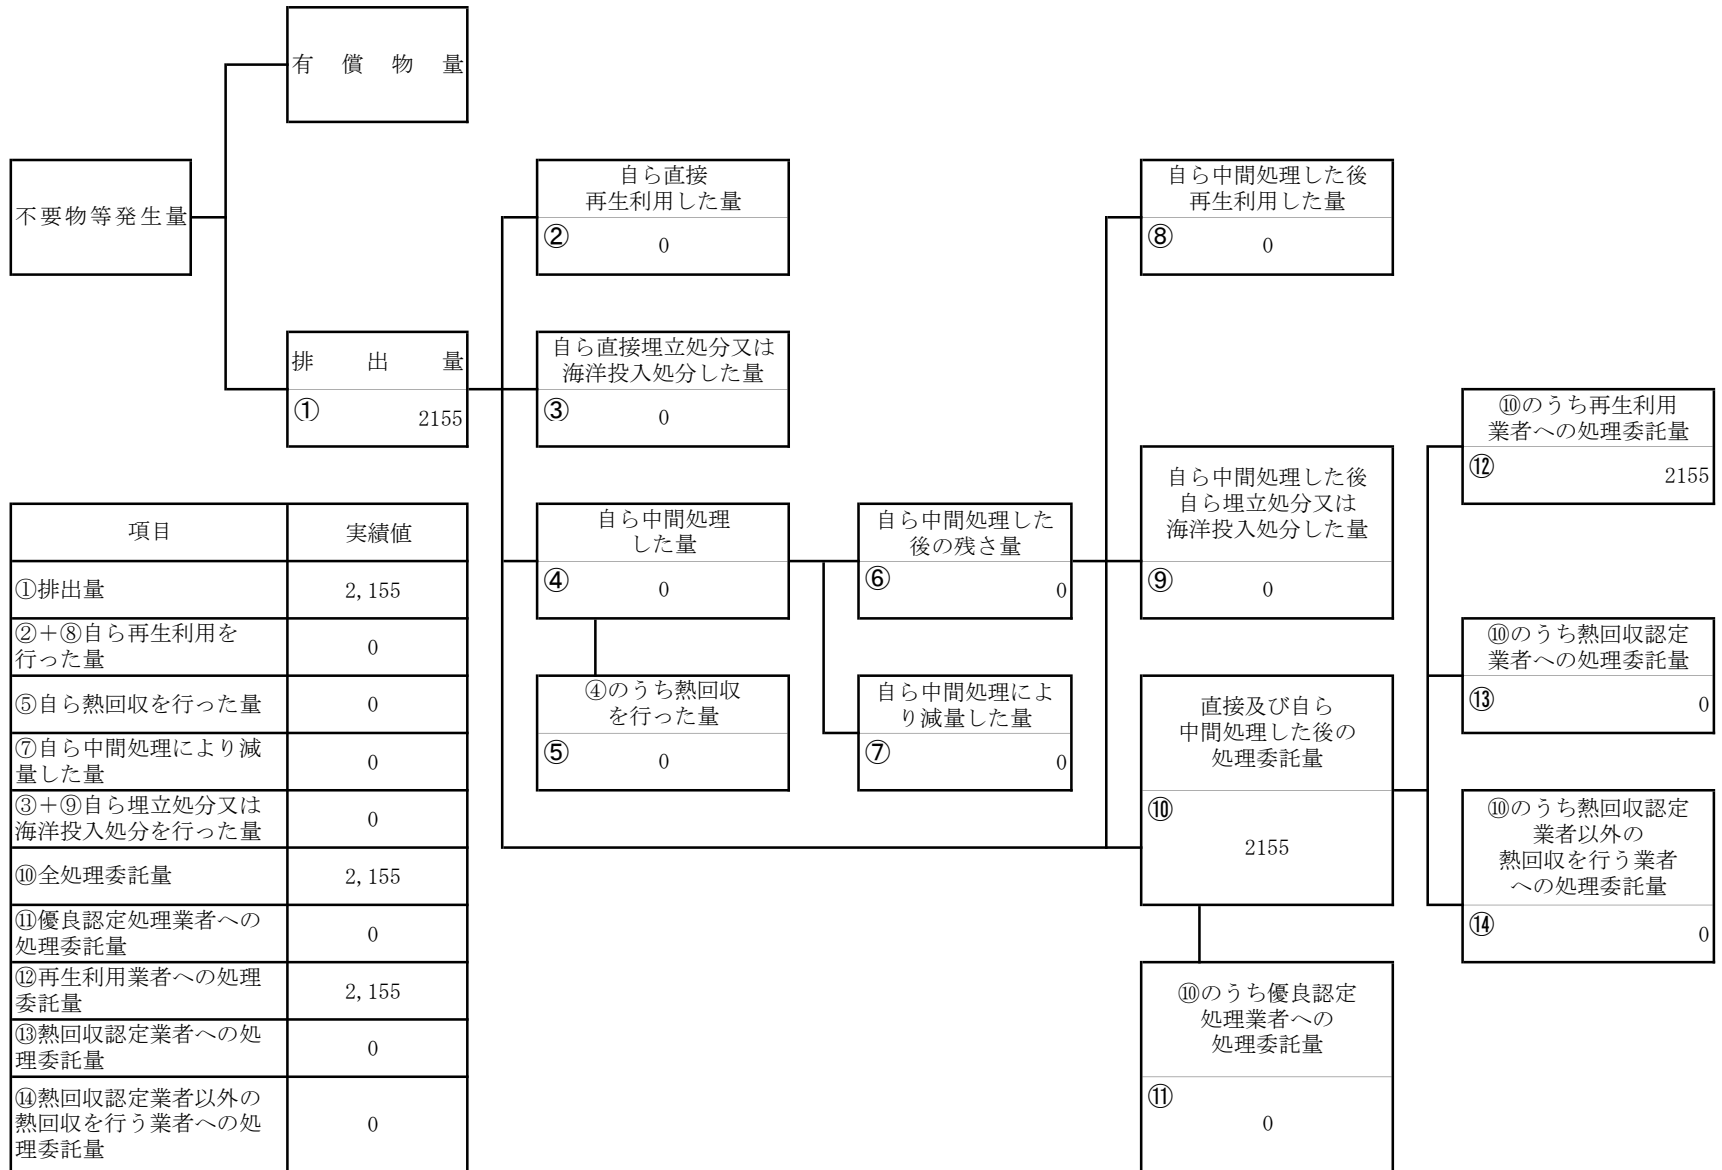 有償物量
不要物等発生量
排出量
①
2155
自ら直接
再生利用した量
②
0
自ら直接埋立処分又は
海洋投入処分した量
③
0
自ら中間処理
した量
④
0
④のうち熱回収
を行った量
⑤
0
自ら中間処理した
後の残さ量
⑥
0
自ら中間処理によ
り減量した量
⑦
0
自ら中間処理した後
再生利用した量
⑧
0
自ら中間処理した後
自ら埋立処分又は
海洋投入処分した量
⑨
0
直接及び自ら
中間処理した後の
処理委託量
⑩
2155
⑩のうち優良認定
処理業者への
処理委託量
⑪
0
⑩のうち再生利用
業者への処理委託量
⑫
2155
⑩のうち熱回収認定
業者への処理委託量
⑬
0
⑩のうち熱回収認定
業者以外の
熱回収を行う業者
への処理委託量
⑭
0
項目 実績値
①排出量 2,155
②+⑧自ら再生利用を
行った量 0
⑤自ら熱回収を行った量 0
⑦自ら中間処理により減
量した量 0
③+⑨自ら埋立処分又は
海洋投入処分を行った量 0
⑩全処理委託量 2,155
⑪優良認定処理業者への
処理委託量 0
⑫再生利用業者への処理
委託量 2,155
⑬熱回収認定業者への処
理委託量 0
⑭熱回収認定業者以外の
熱回収を行う業者への処
理委託量 0